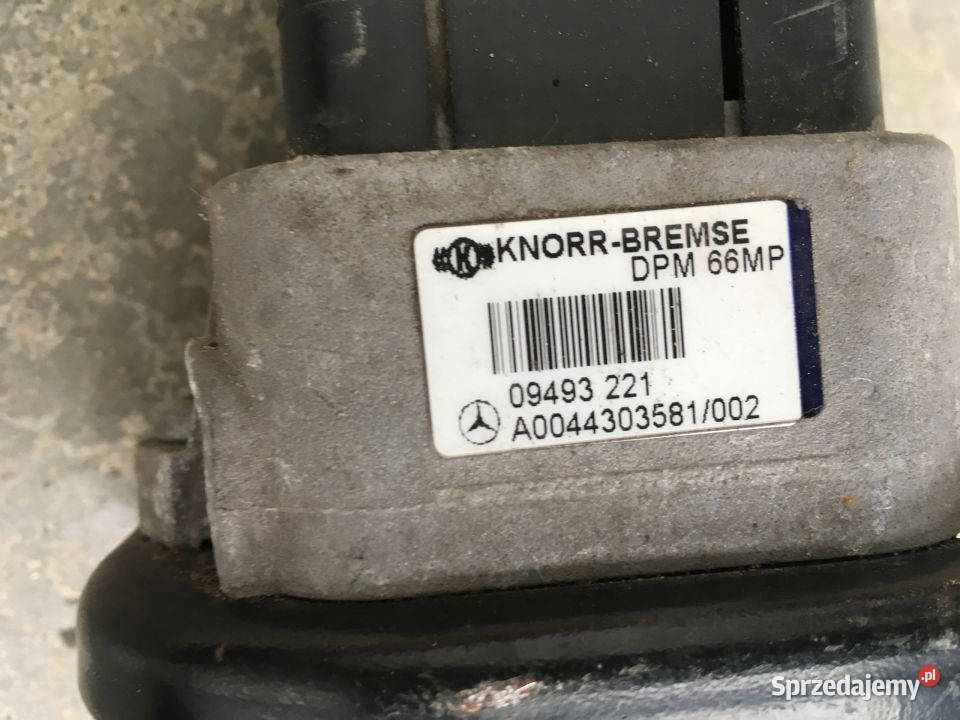 KNORR-BREMSE
DPM 66MP
09493 221
A0044303581/002
Sprzedajemy.pl